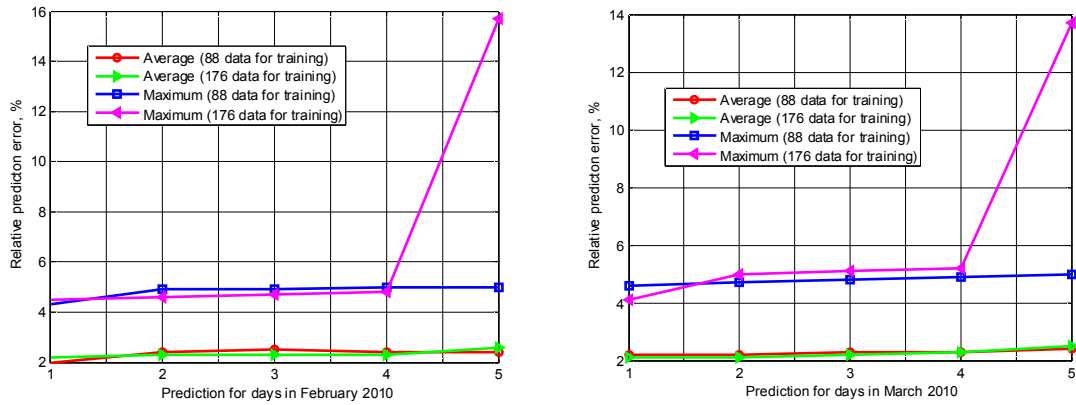 16
14
12
10
8
6
4
2
Relative predicton error, %
Average (88 data for training)
Average (176 data for training)
Maximum (88 data for training)
Maximum (176 data for training)
1
2
3
4
5
Prediction for days in February 2010
14
12
10
8
6
4
2
Relative predicton error, %
Average (88 data for training)
Average (176 data for training)
Maximum (88 data for training)
Maximum (176 data for training)
1
2
3
4
5
Prediction for days in March 2010